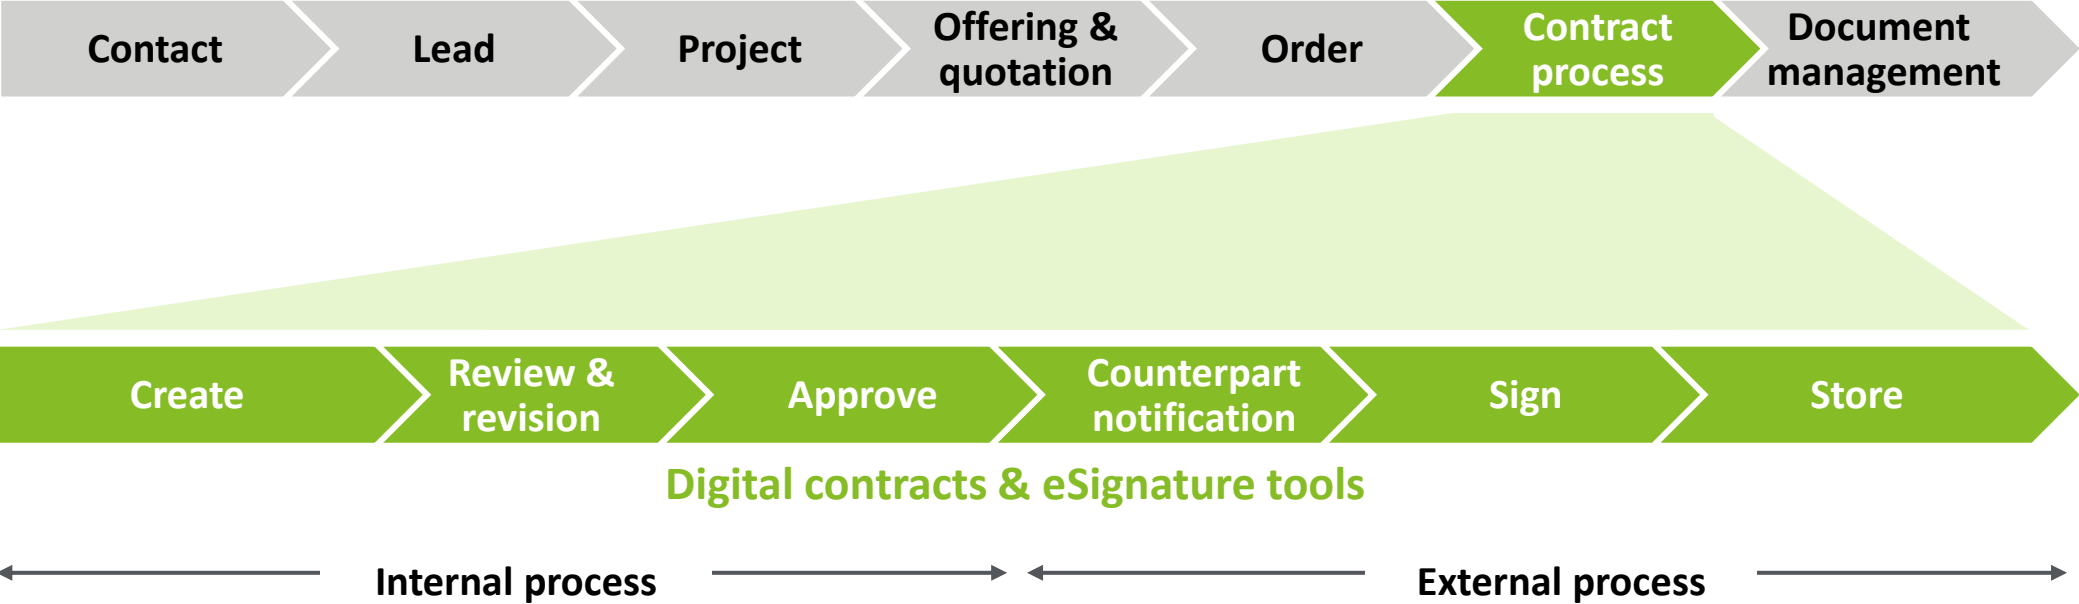 Contact
Lead
Project
Offering &
quotation
Order
Contract
process
Document
management
Create
Review &
revision
Approve
Counterpart
notification
Sign
Store
Digital contracts & eSignature tools
Internal process
External process